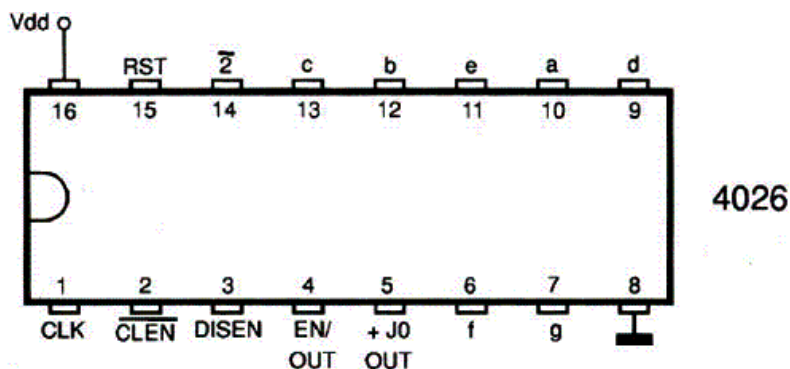 Vdd
RST 2̅ c b e a d
16 15 14 13 12 11 10 9
4026
1 2 3 4 5 6 7 8
CLK C̅L̅E̅N̅ DISEN EN/ + J0 f g
OUT OUT